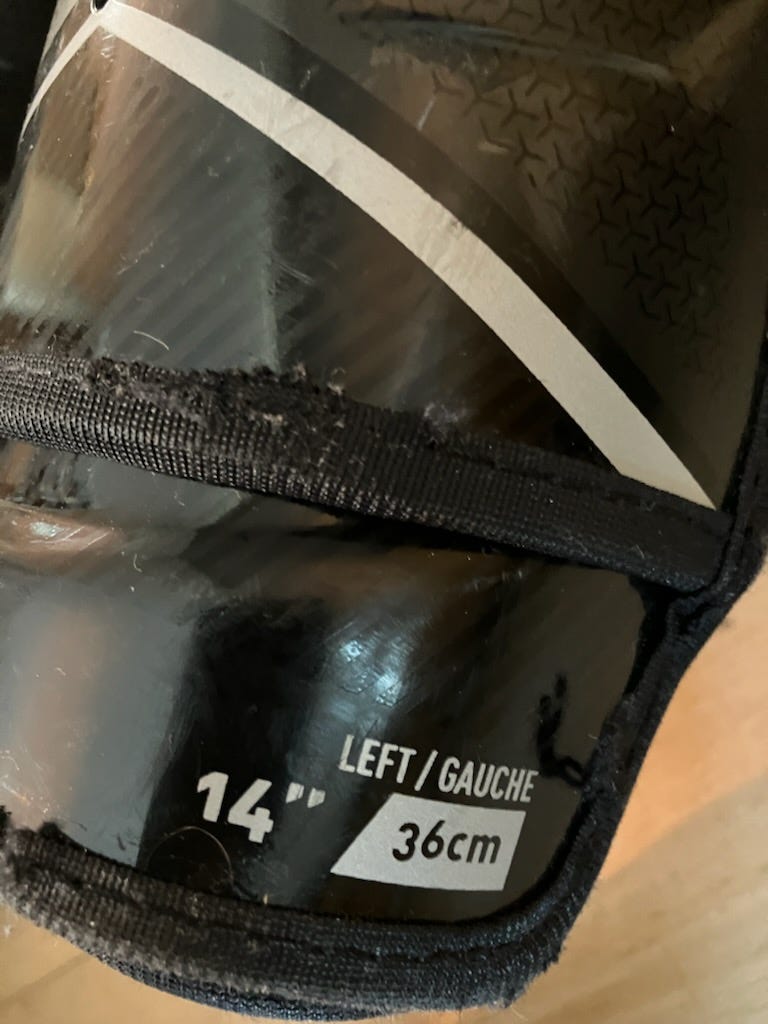 LEFT / GAUCHE
14"
36cm